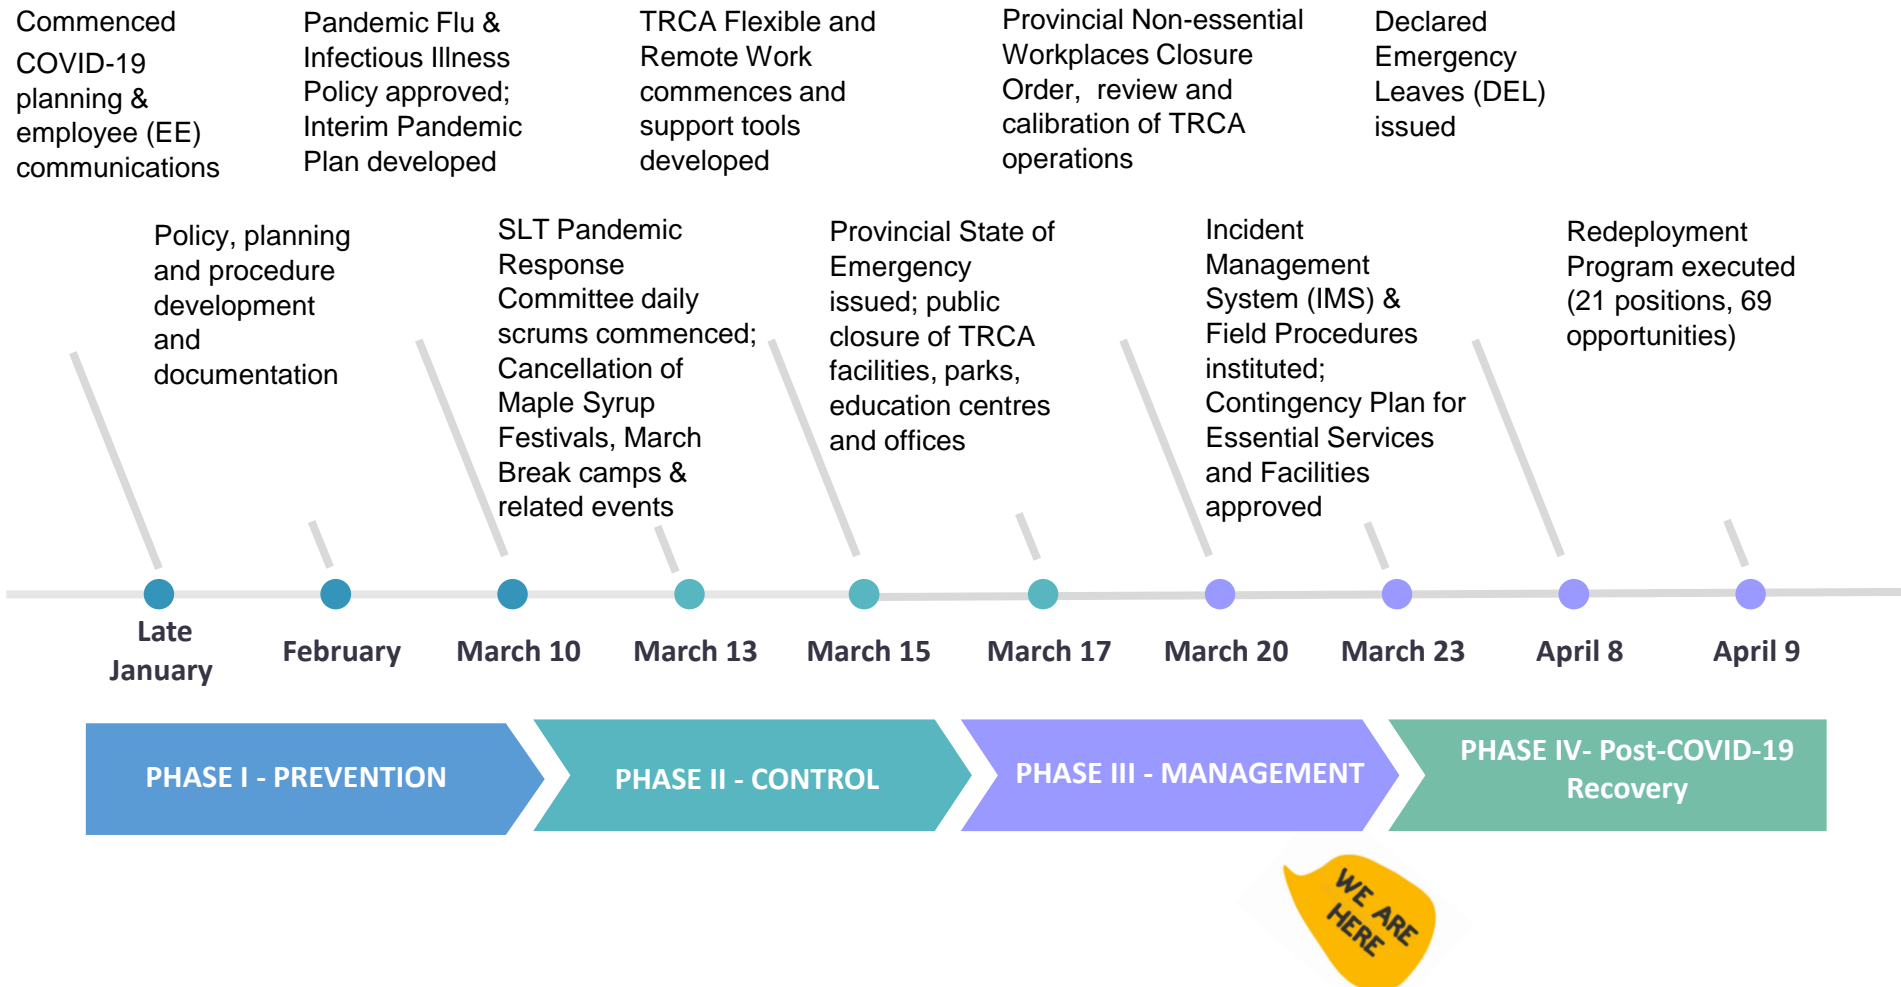 Commenced
COVID-19
planning &
employee (EE)
communications
Pandemic Flu &
Infectious Illness
Policy approved;
Interim Pandemic
Plan developed
TRCA Flexible and
Remote Work
commences and
support tools
developed
Provincial Non-essential
Workplaces Closure
Order, review and
calibration of TRCA
operations
Declared
Emergency
Leaves (DEL)
issued
Policy, planning
and procedure
development
and
documentation
SLT Pandemic
Response
Committee daily
scrums commenced;
Cancellation of
Maple Syrup
Festivals, March
Break camps &
related events
Provincial State of
Emergency
issued; public
closure of TRCA
facilities, parks,
education centres
and offices
Incident
Management
System (IMS) &
Field Procedures
instituted;
Contingency Plan for
Essential Services
and Facilities
approved
Redeployment
Program executed
(21 positions, 69
opportunities)
Late
January
February
March 10
March 13
March 15
March 17
March 20
March 23
April 8
April 9
PHASE I - PREVENTION
PHASE II - CONTROL
PHASE III - MANAGEMENT
PHASE IV- Post-COVID-19
Recovery
WE ARE
HERE